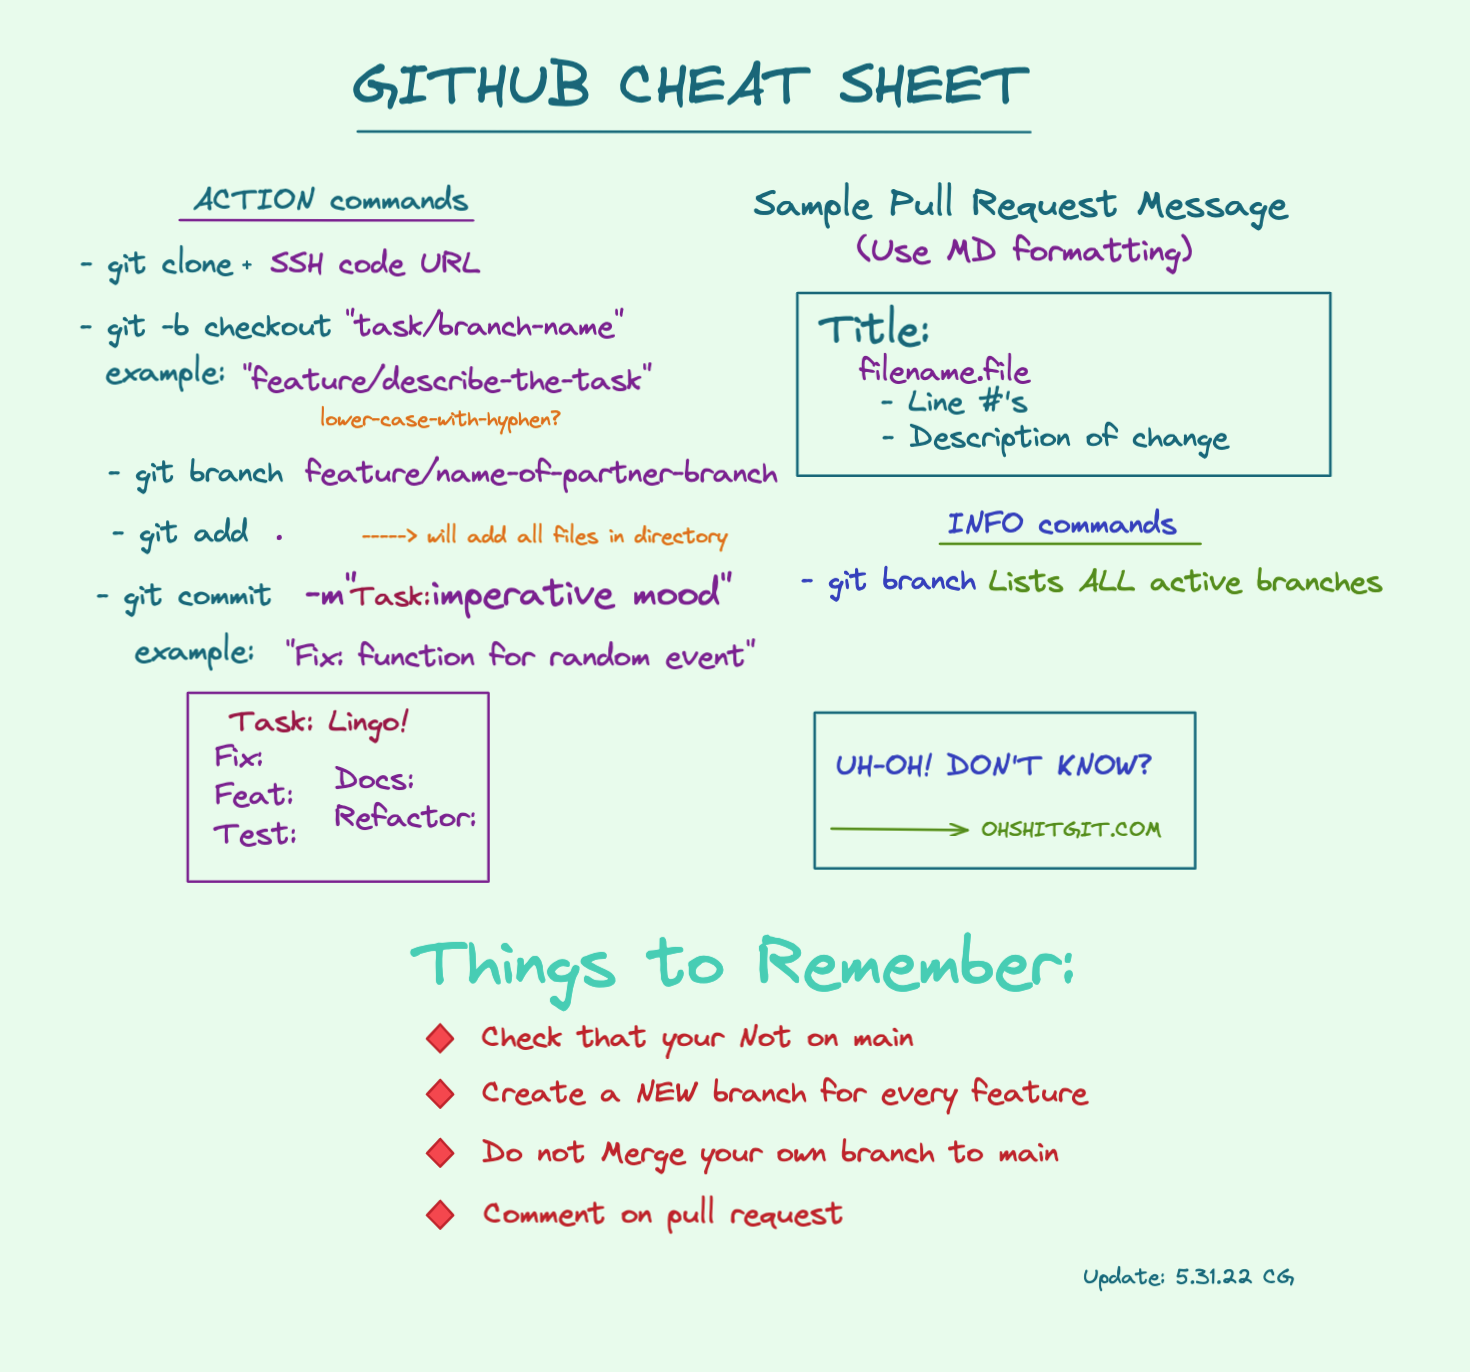 GITHUB CHEAT SHEET
ACTION commands
- git clone + SSH code URL
- git -b checkout "task/branch-name"
example: "feature/describe-the-task"
lower-case-with-hyphen?
- git branch feature/name-of-partner-branch
- git add .  -----> will add all files in directory
- git commit -m"Task:imperative mood"
example: "Fix: function for random event"
Task: Lingo!
Fix:
Feat:
Test:
Docs:
Refactor:
Sample Pull Request Message
(Use MD formatting)
Title:
filename.file
- Line #'s
- Description of change
INFO commands
- git branch Lists ALL active branches
UH-OH! DON'T KNOW?
OHSHITGIT.COM
Things to Remember:
Check that your Not on main
Create a NEW branch for every feature
Do not Merge your own branch to main
Comment on pull request
Update: 5.31.22 CG